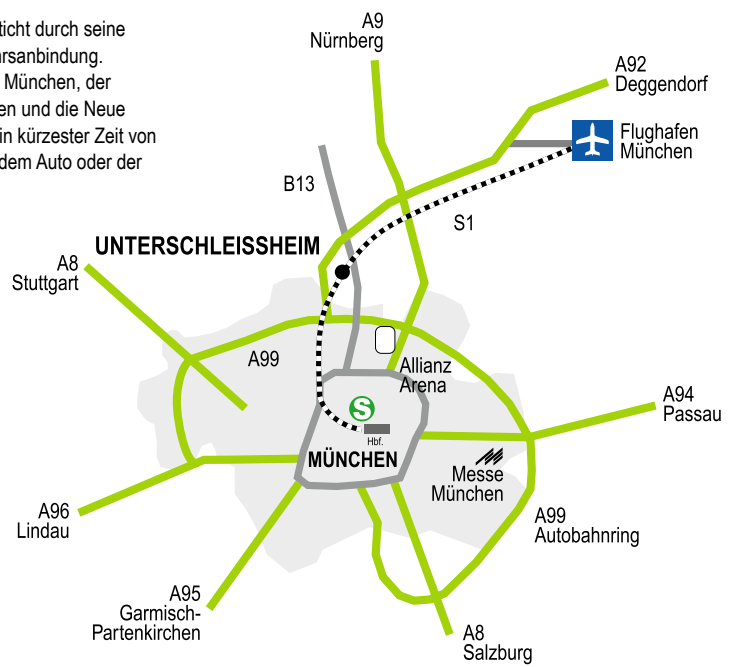 ticht durch seine
rsanbindung.
München, der
en und die Neue
in kürzester Zeit von
dem Auto oder der
A9
Nürnberg
A92
Deggendorf
Flughafen
München
B13
S1
UNTERSCHLEISSHEIM
A8
Stuttgart
A99
Allianz
Arena
A94
Passau
S
Hbf.
MÜNCHEN
Messe
München
A96
Lindau
A99
Autobahnring
A95
Garmisch-
Partenkirchen
A8
Salzburg